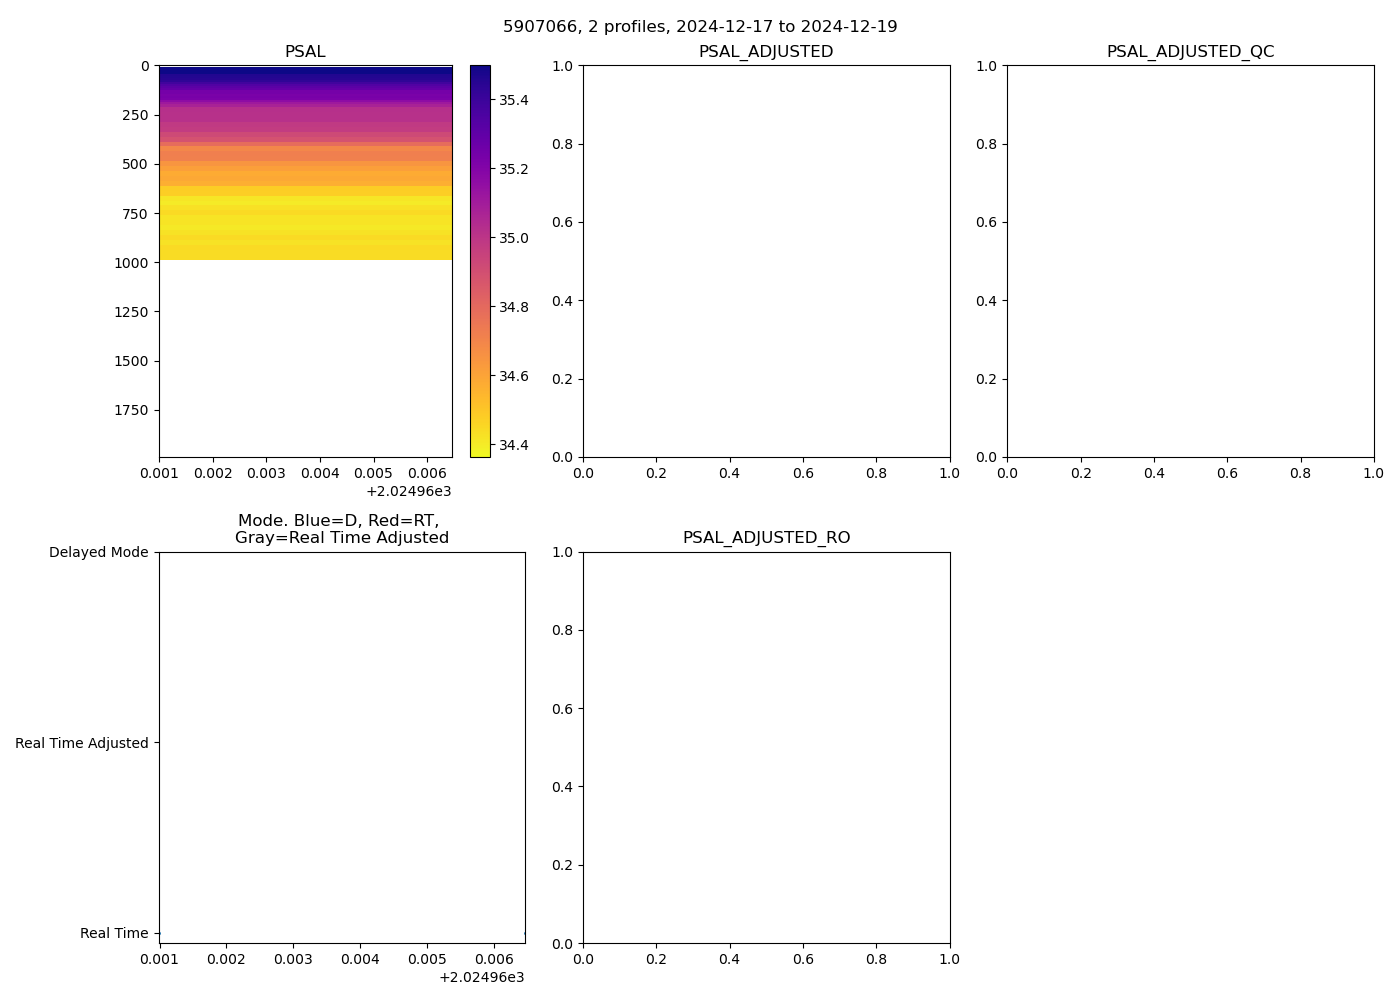 5907066, 2 profiles, 2024-12-17 to 2024-12-19
PSAL
0
250
500
750
1000
1250
1500
1750
0.001 0.002 0.003 0.004 0.005 0.006
+2.02496e3
35.4
35.2
35.0
34.8
34.6
34.4
PSAL_ADJUSTED
1.0
0.8
0.6
0.4
0.2
0.0
0.0 0.2 0.4 0.6 0.8 1.0
PSAL_ADJUSTED_QC
1.0
0.8
0.6
0.4
0.2
0.0
0.0 0.2 0.4 0.6 0.8 1.0
Mode. Blue=D, Red=RT,
Gray=Real Time Adjusted
Delayed Mode
Real Time Adjusted
Real Time
0.001 0.002 0.003 0.004 0.005 0.006
+2.02496e3
PSAL_ADJUSTED_RO
1.0
0.8
0.6
0.4
0.2
0.0
0.0 0.2 0.4 0.6 0.8 1.0